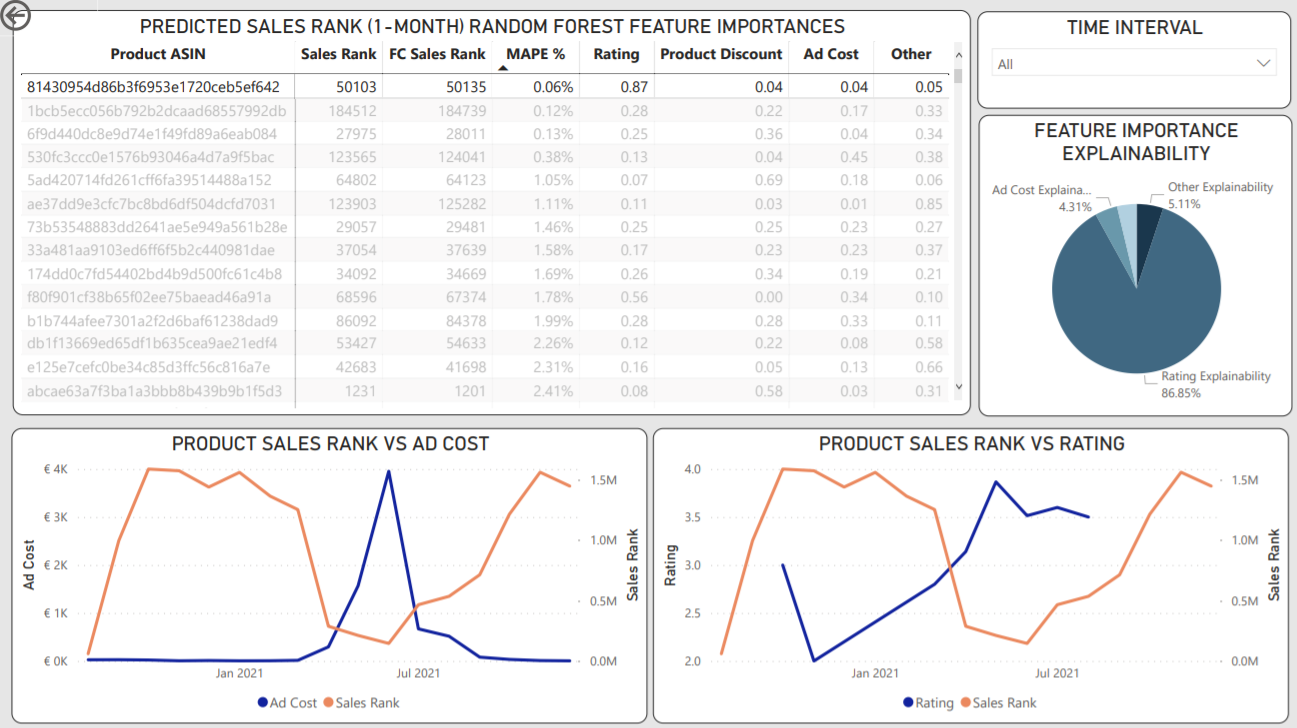 PREDICTED SALES RANK (1-MONTH) RANDOM FOREST FEATURE IMPORTANCES
Product ASIN Sales Rank FC Sales Rank MAPE % Rating Product Discount Ad Cost Other
81430954d86b3f6953e1720ceb5ef642 50103 50135 0.06% 0.87 0.04 0.04 0.05
1bcb5ecc056b792b2dcaad68557992db 184512 184739 0.12% 0.28 0.22 0.17 0.33
6f9d440dc8e9d74e1f49fd89a6eab084 27975 28011 0.13% 0.25 0.36 0.04 0.34
530fc3ccc0e1576b93046a4d7a9f5bac 123565 124041 0.38% 0.13 0.04 0.45 0.38
5ad420714fd261cff6fa39514488a152 64802 64123 1.05% 0.07 0.69 0.18 0.06
ae37dd9e3cfc7bc8bd6df504dcfd7031 123903 125282 1.11% 0.11 0.03 0.01 0.85
73b53548883dd2641ae5e949a561b28e 29057 29481 1.46% 0.25 0.25 0.23 0.27
33a481aa9103ed6ff6f5b2c440981dae 37054 37639 1.58% 0.17 0.23 0.23 0.37
174dd0c7fd54402bd4b9d500fc61c4b8 34092 34669 1.69% 0.26 0.34 0.19 0.21
f80f901cf38b65f02ee75baead46a91a 68596 67374 1.78% 0.56 0.00 0.34 0.10
b1b744afee7301a2f2d6baf61238dad9 86092 84378 1.99% 0.28 0.28 0.33 0.11
db1f13669ed65df1b635cea9ae21edf4 53427 54633 2.26% 0.12 0.22 0.08 0.58
e125e7cefc0be34c85d3ffc56c816a7e 42683 41698 2.31% 0.16 0.05 0.13 0.66
abcae63a7f3ba1a3bbb8b439b9b1f5d3 1231 1201 2.41% 0.08 0.58 0.03 0.31
TIME INTERVAL
All
FEATURE IMPORTANCE
EXPLAINABILITY
Ad Cost Explaina...
4.31%
Other Explainability
5.11%
Rating Explainability
86.85%
PRODUCT SALES RANK VS AD COST
Ad Cost
€ 4K
€ 3K
€ 2K
€ 1K
€ 0K
1.5M
1.0M
0.5M
0.0M
Sales Rank
Jan 2021 Jul 2021
Ad Cost Sales Rank
PRODUCT SALES RANK VS RATING
Rating
4.0
3.5
3.0
2.5
2.0
1.5M
1.0M
0.5M
0.0M
Sales Rank
Jan 2021 Jul 2021
Rating Sales Rank